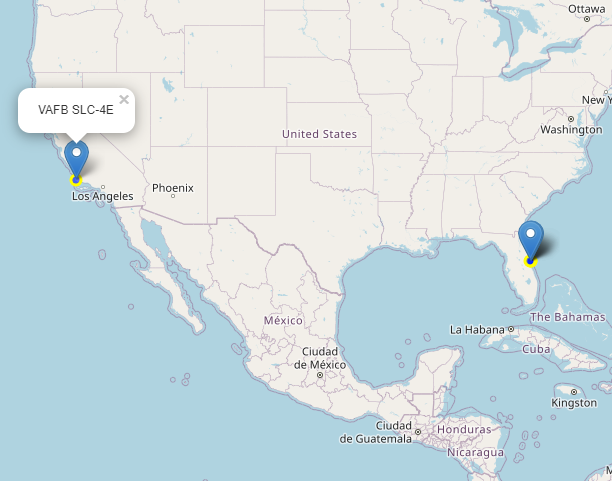 Ottawa
New Y
VAFB SLC-4E
×
United States
Washington
Phoenix
Los Angeles
México
The Bahamas
La Habana
Cuba
Ciudad
de México
Kingston
Ciudad
de Guatemala
Honduras
Nicaragua
M